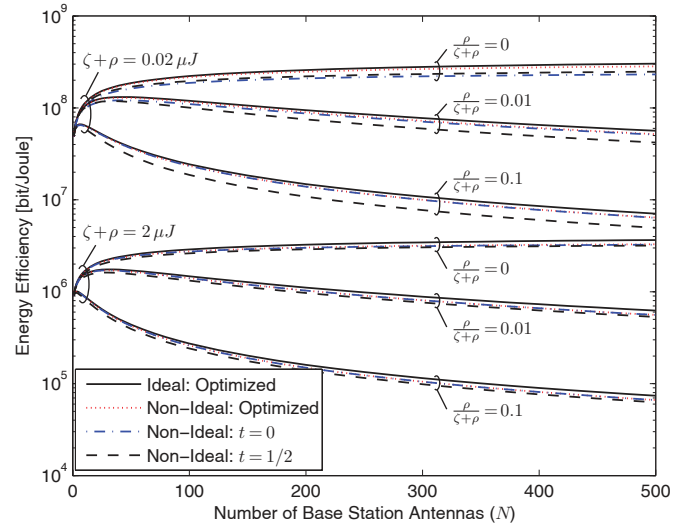 10^9
10^8
10^7
10^6
10^5
10^4
Energy Efficiency [bit/Joule]
ζ+ρ = 0.02 μJ
ρ/(ζ+ρ) = 0
ρ/(ζ+ρ) = 0.01
ρ/(ζ+ρ) = 0.1
ζ+ρ = 2 μJ
ρ/(ζ+ρ) = 0
ρ/(ζ+ρ) = 0.01
ρ/(ζ+ρ) = 0.1
Ideal: Optimized
Non−Ideal: Optimized
Non−Ideal: t=0
Non−Ideal: t=1/2
0 100 200 300 400 500
Number of Base Station Antennas (N)